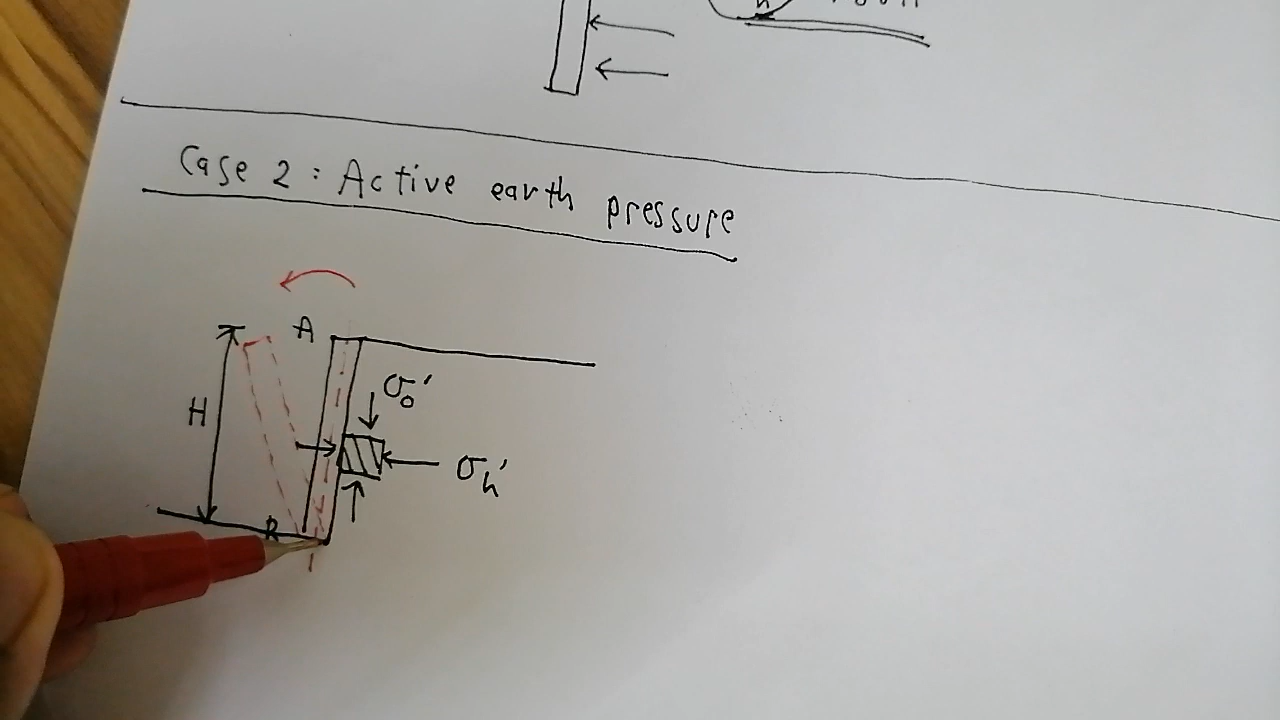 Case 2: Active earth pressure
A
σ₀′
H
σₕ′